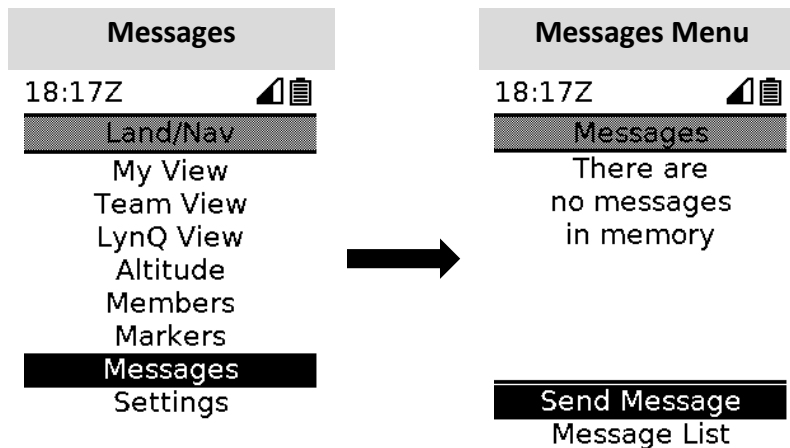 Messages
18:17Z
Land/Nav
My View
Team View
LynQ View
Altitude
Members
Markers
Messages
Settings
Messages Menu
18:17Z
Messages
There are
no messages
in memory
Send Message
Message List